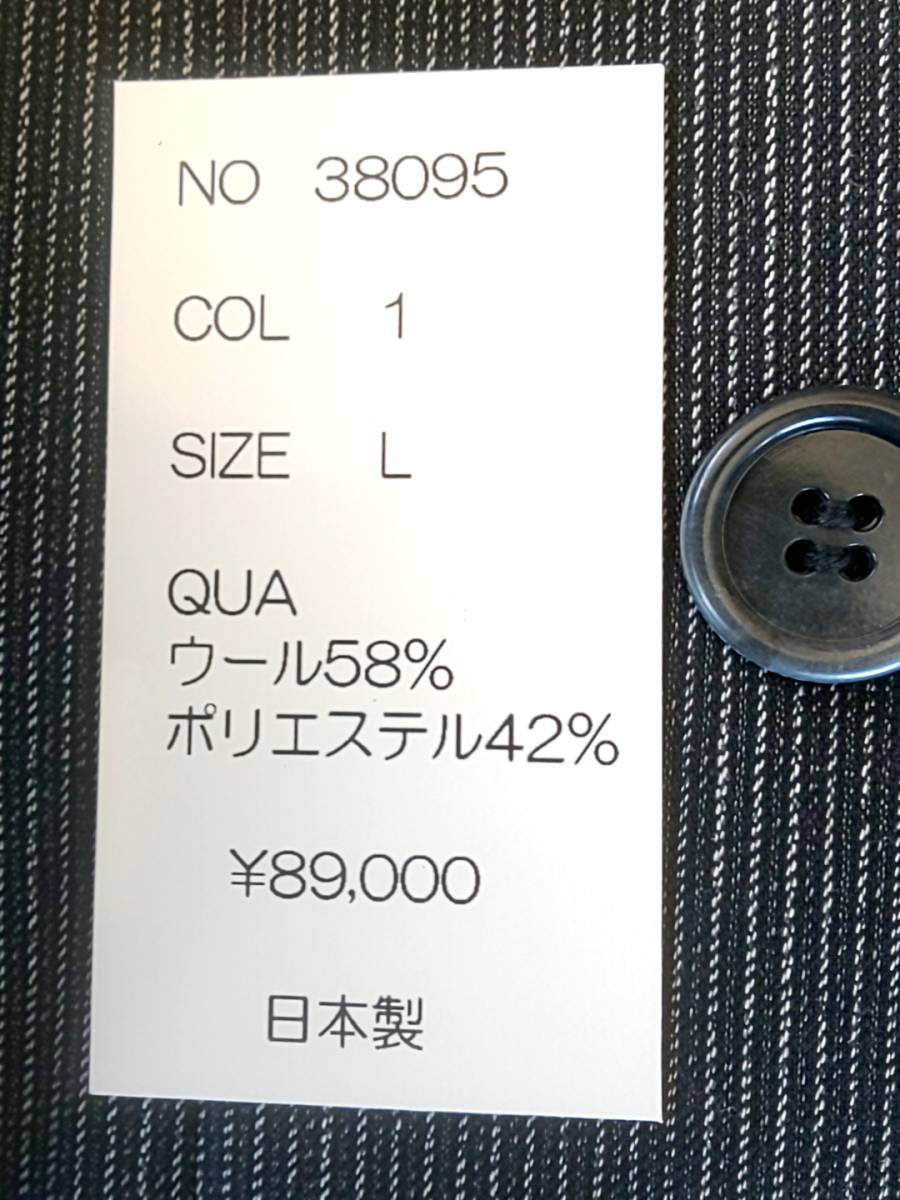 NO 38095
COL 1
SIZE L
QUA
ウール58%
ポリエステル42%
¥89,000
日本製